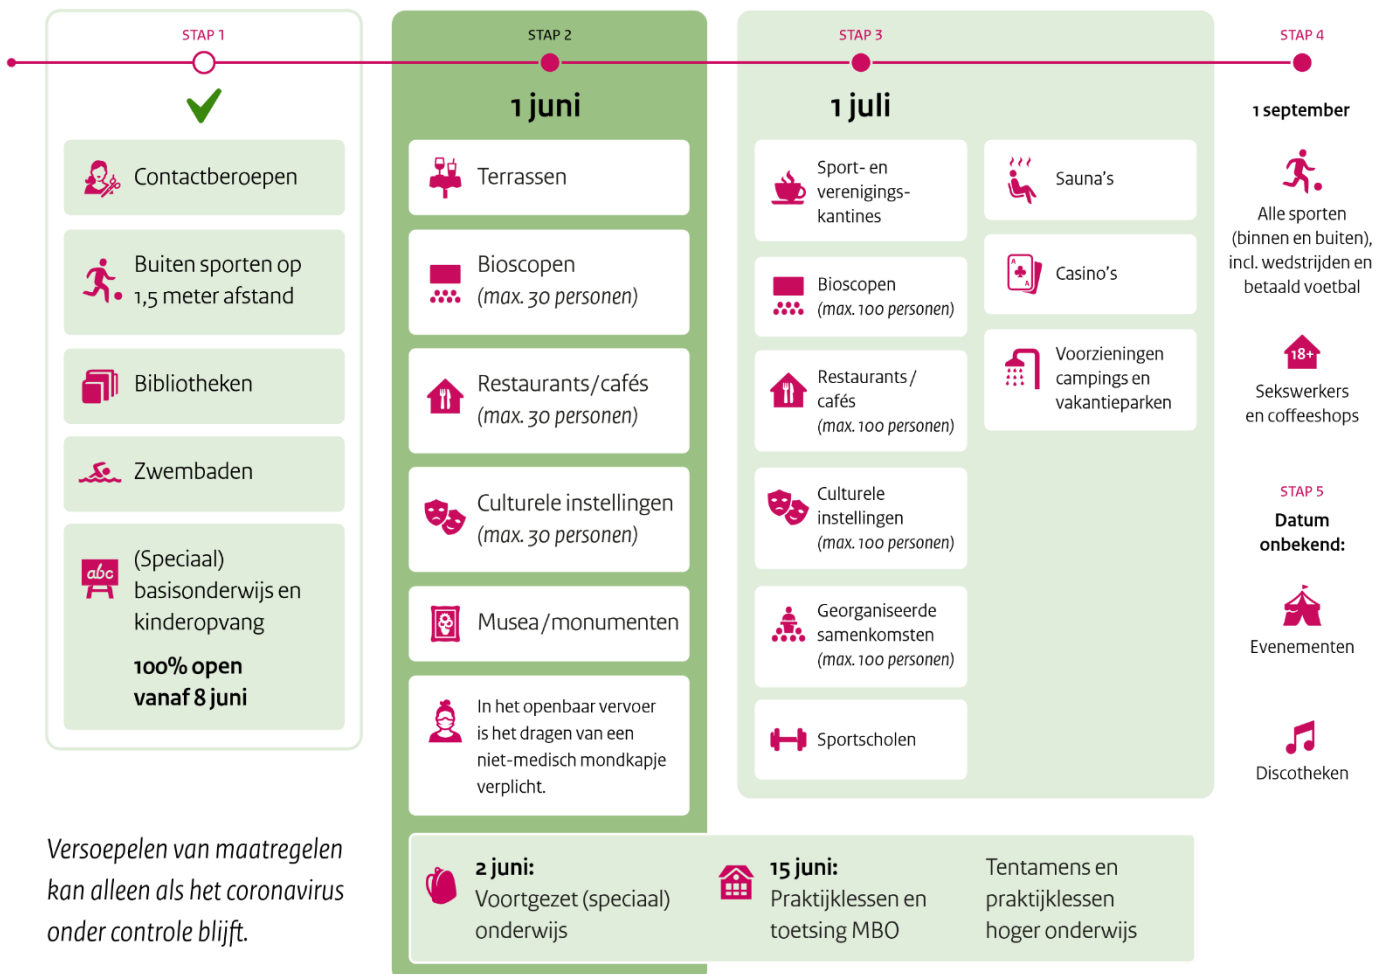 STAP 1
Contactberoepen
Buiten sporten op
1,5 meter afstand
Bibliotheken
Zwembaden
abc
(Speciaal)
basisonderwijs en
kinderopvang
100% open
vanaf 8 juni
STAP 2
1 juni
Terrassen
Bioscopen
(max. 30 personen)
Restaurants/cafés
(max. 30 personen)
Culturele instellingen
(max. 30 personen)
Musea/monumenten
In het openbaar vervoer
is het dragen van een
niet-medisch mondkapje
verplicht.
STAP 3
1 juli
Sport- en
verenigings-
kantines
Bioscopen
(max. 100 personen)
Restaurants/
cafés
(max. 100 personen)
Culturele
instellingen
(max. 100 personen)
Georganiseerde
samenkomsten
(max. 100 personen)
Sportscholen
Sauna's
A
A
Casino's
Voorzieningen
campings en
vakantieparken
STAP 4
1 september
Alle sporten
(binnen en buiten),
incl. wedstrijden en
betaald voetbal
18+
Sekswerkers
en coffeeshops
STAP 5
Datum
onbekend:
Evenementen
Discotheken
2 juni:
Voortgezet (speciaal)
onderwijs
15 juni:
Praktijklessen en
toetsing MBO
Tentamens en
praktijklessen
hoger onderwijs
Versoepelen van maatregelen
kan alleen als het coronavirus
onder controle blijft.